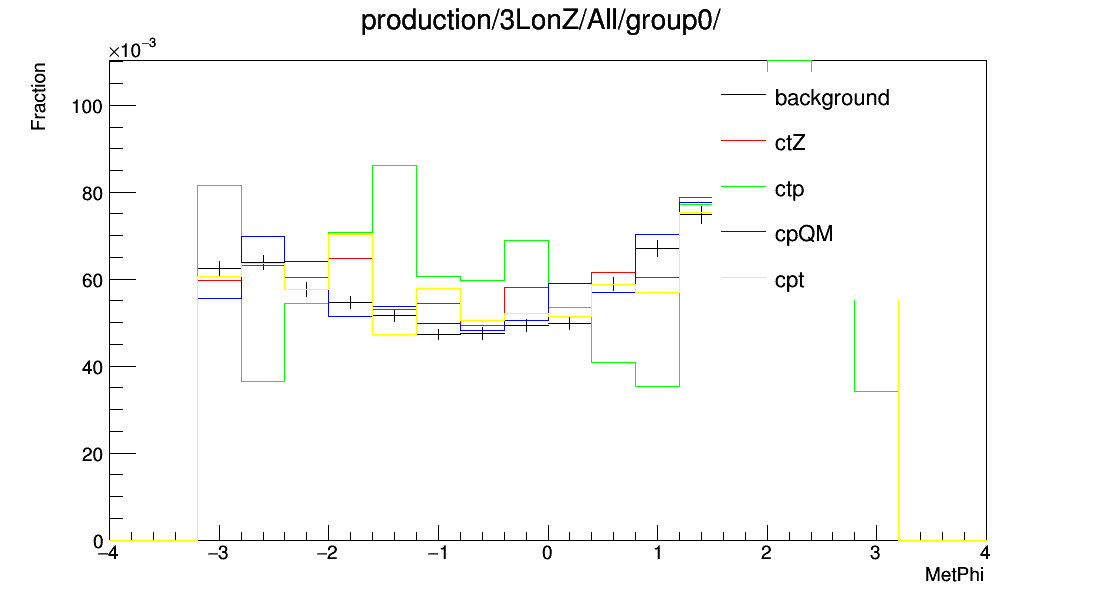 production/3LonZ/All/group0/
×10⁻³
Fraction
100
80
60
40
20
0
background
ctZ
ctp
cpQM
cpt
−4 −3 −2 −1 0 1 2 3 4
MetPhi